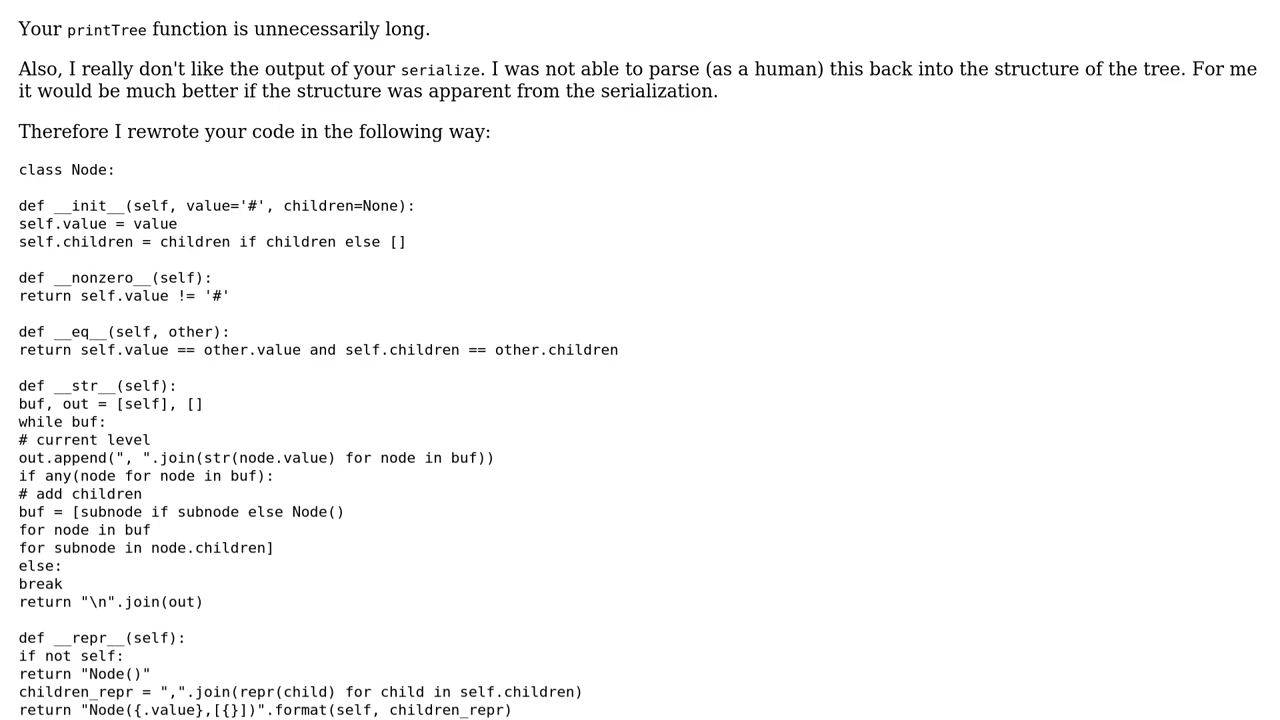 Your printTree function is unnecessarily long.
Also, I really don't like the output of your serialize. I was not able to parse (as a human) this back into the structure of the tree. For me
it would be much better if the structure was apparent from the serialization.
Therefore I rewrote your code in the following way:
class Node:
def __init__(self, value='#', children=None):
self.value = value
self.children = children if children else []
def __nonzero__(self):
return self.value != '#'
def __eq__(self, other):
return self.value == other.value and self.children == other.children
def __str__(self):
buf, out = [self], []
while buf:
# current level
out.append(", ".join(str(node.value) for node in buf))
if any(node for node in buf):
# add children
buf = [subnode if subnode else Node()
for node in buf
for subnode in node.children]
else:
break
return "\n".join(out)
def __repr__(self):
if not self:
return "Node()"
children_repr = ",".join(repr(child) for child in self.children)
return "Node({.value},[{}])".format(self, children_repr)